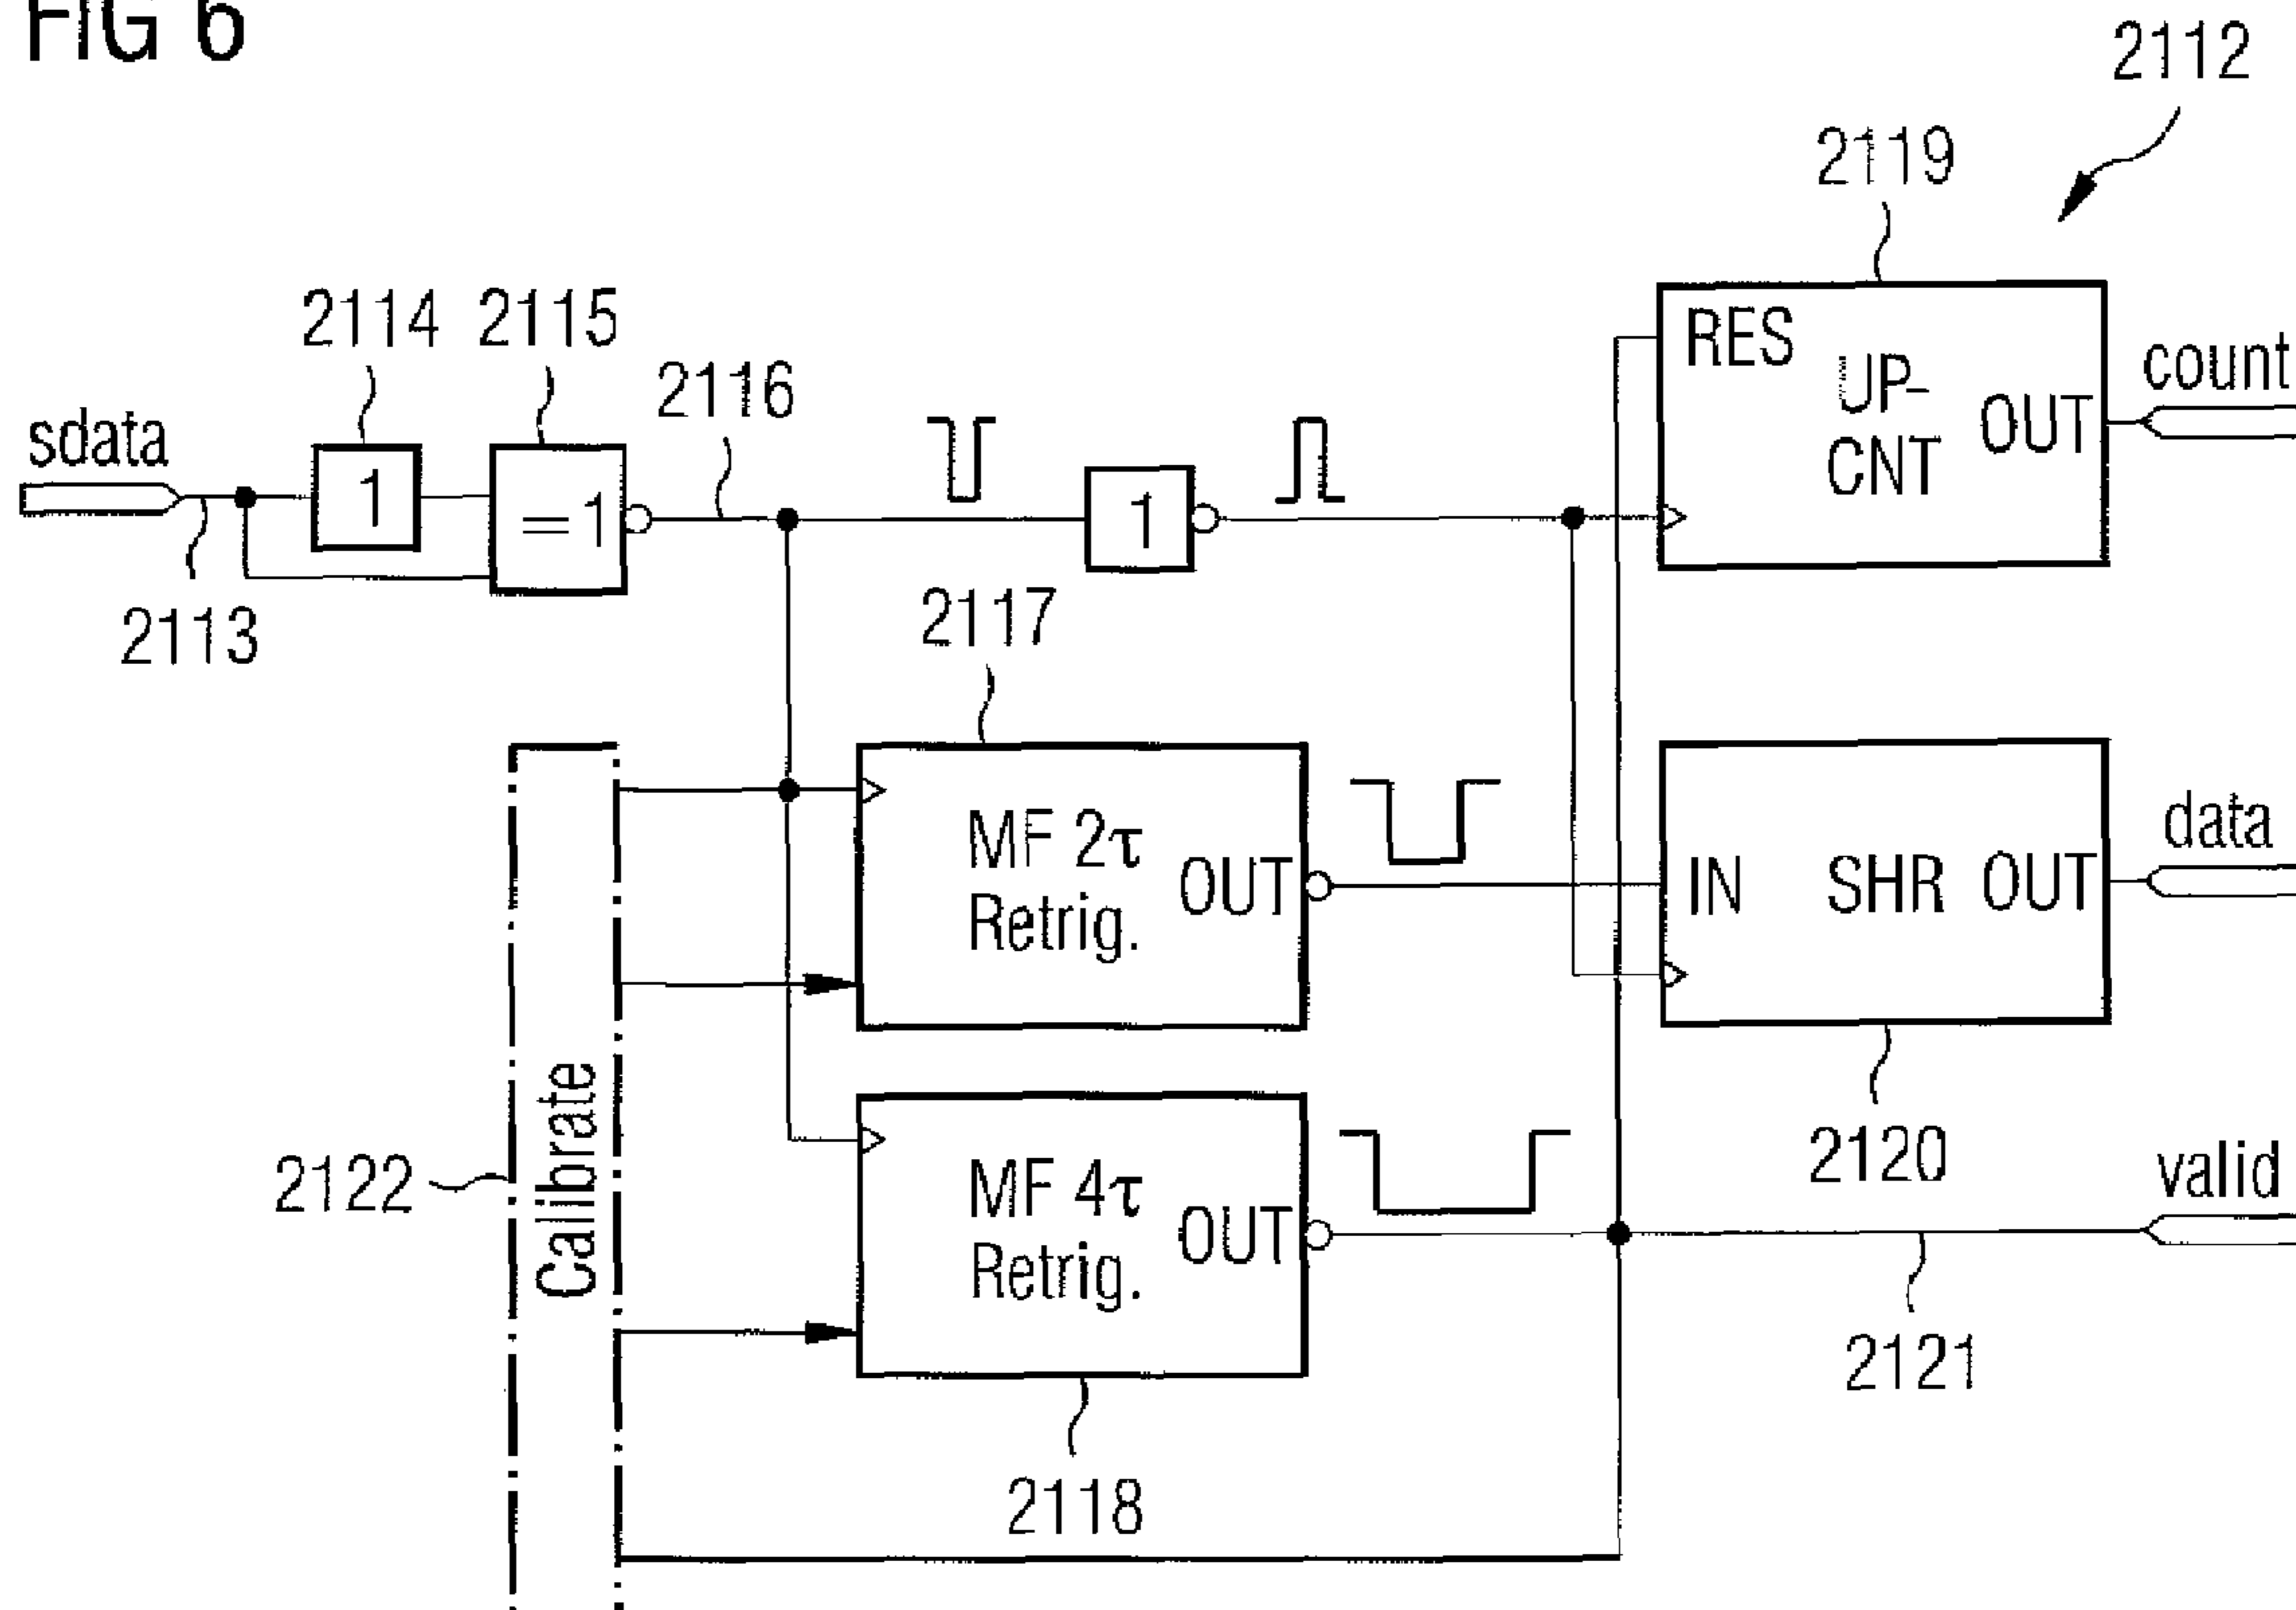 FIG 6
2112
2119
2114
2115
2116
sdata
1
=1
1
RES
UP-
CNT
OUT
count
2113
2117
MF 2τ
Retrig.
OUT
IN
SHR
OUT
data
Calibrate
2122
MF 4τ
Retrig.
OUT
2120
valid
2121
2118